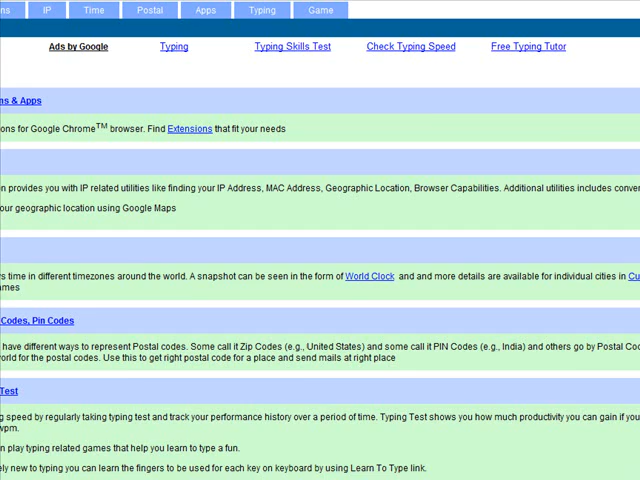 ns IP Time Postal Apps Typing Game
Ads by Google Typing Typing Skills Test Check Typing Speed Free Typing Tutor
ns & Apps
ons for Google Chrome™ browser. Find Extensions that fit your needs
n provides you with IP related utilities like finding your IP Address, MAC Address, Geographic Location, Browser Capabilities. Additional utilities includes conver
our geographic location using Google Maps
s time in different timezones around the world. A snapshot can be seen in the form of World Clock and and more details are available for individual cities in Cu
ames
Codes, Pin Codes
have different ways to represent Postal codes. Some call it Zip Codes (e.g., United States) and some call it PIN Codes (e.g., India) and others go by Postal Coc
orld for the postal codes. Use this to get right postal code for a place and send mails at right place
Test
g speed by regularly taking typing test and track your performance history over a period of time. Typing Test shows you how much productivity you can gain if you
wpm.
n play typing related games that help you learn to type a fun.
ely new to typing you can learn the fingers to be used for each key on keyboard by using Learn To Type link.